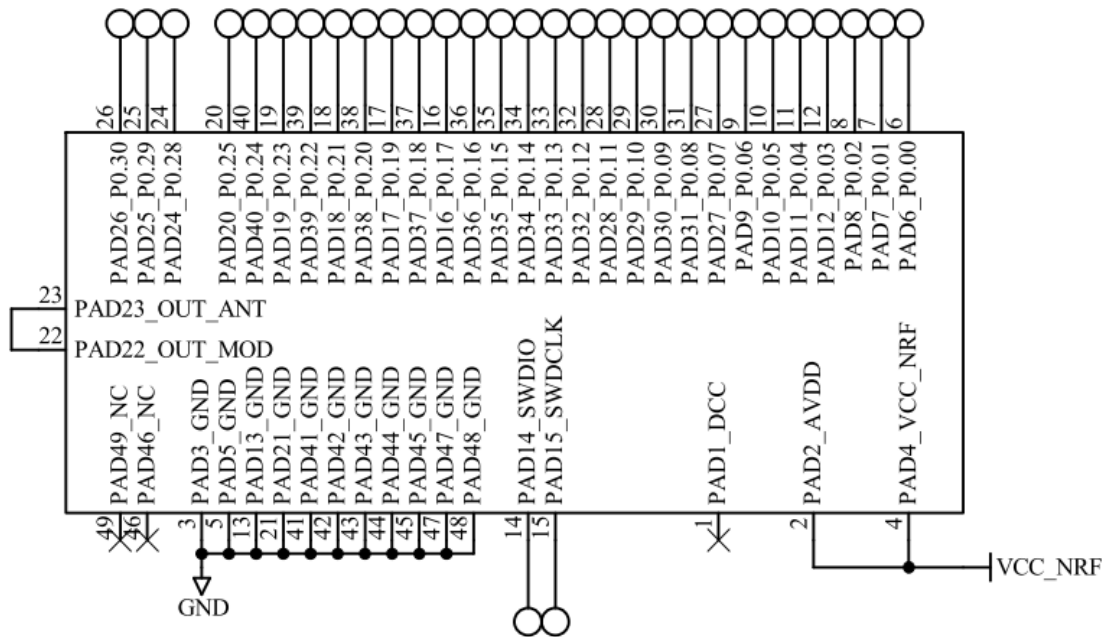 26
25
24
20
40
19
39
18
38
17
37
16
36
35
34
33
32
28
29
30
31
27
9
10
11
12
8
7
6
PAD26_P0.30
PAD25_P0.29
PAD24_P0.28
PAD20_P0.25
PAD40_P0.24
PAD19_P0.23
PAD39_P0.22
PAD18_P0.21
PAD38_P0.20
PAD17_P0.19
PAD37_P0.18
PAD16_P0.17
PAD36_P0.16
PAD35_P0.15
PAD34_P0.14
PAD33_P0.13
PAD32_P0.12
PAD28_P0.11
PAD29_P0.10
PAD30_P0.09
PAD31_P0.08
PAD27_P0.07
PAD9_P0.06
PAD10_P0.05
PAD11_P0.04
PAD12_P0.03
PAD8_P0.02
PAD7_P0.01
PAD6_P0.00
23
PAD23_OUT_ANT
22
PAD22_OUT_MOD
PAD49_NC
PAD46_NC
PAD3_GND
PAD5_GND
PAD13_GND
PAD21_GND
PAD41_GND
PAD42_GND
PAD43_GND
PAD44_GND
PAD45_GND
PAD47_GND
PAD48_GND
PAD14_SWDIO
PAD15_SWDCLK
PAD1_DCC
PAD2_AVDD
PAD4_VCC_NRF
49
46
3
5
13
21
41
42
43
44
45
47
48
14
15
1
2
4
VCC_NRF
GND